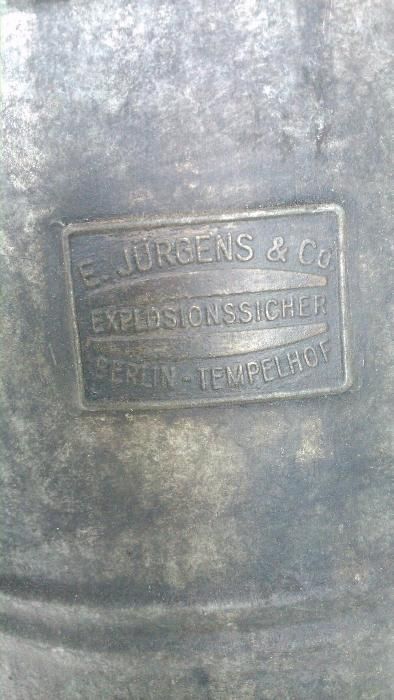 E. JÜRGENS & Co
EXPLOSIONSSICHER
BERLIN - TEMPELHOF